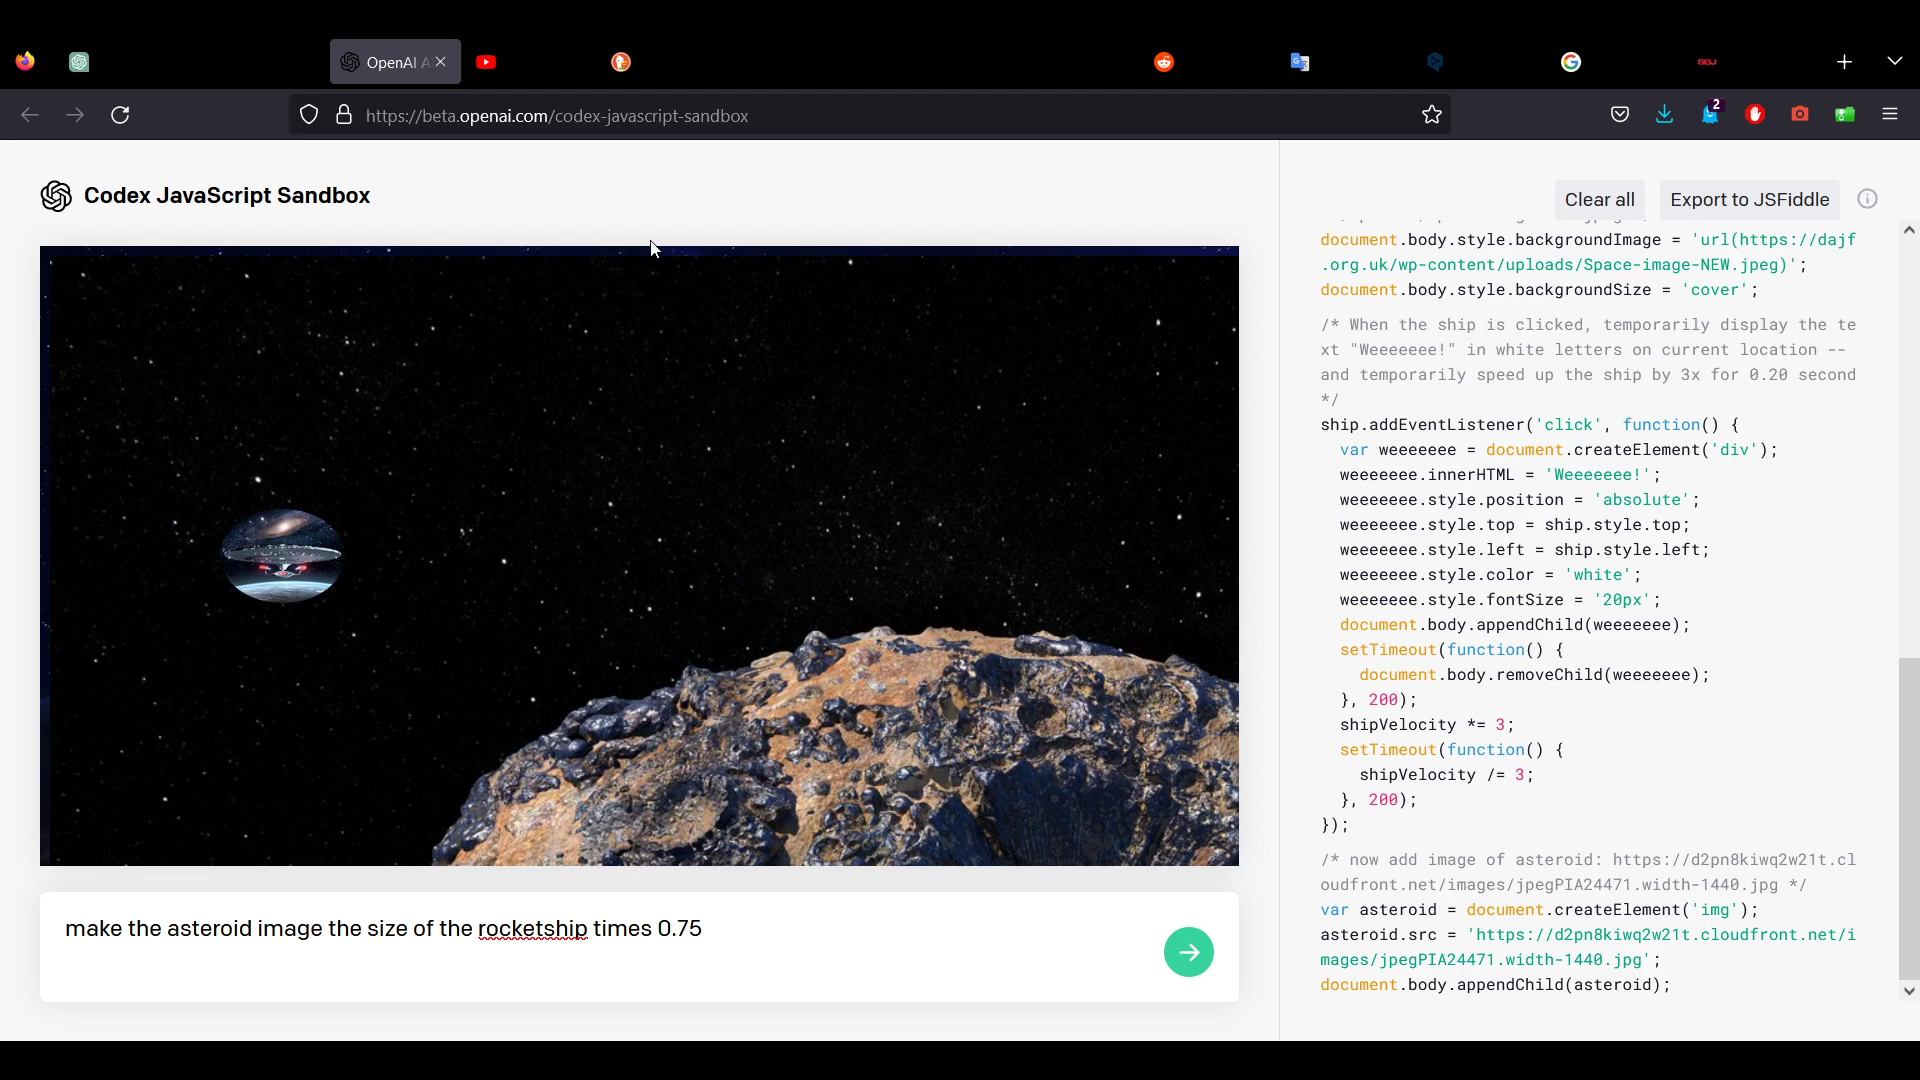 OpenAI A
SBJ
https://beta.openai.com/codex-javascript-sandbox
2
Codex JavaScript Sandbox
Clear all
Export to JSFiddle
document.body.style.backgroundImage = 'url(https://dajf
.org.uk/wp-content/uploads/Space-image-NEW.jpeg)';
document.body.style.backgroundSize = 'cover';
/* When the ship is clicked, temporarily display the te
xt "Weeeeeee!" in white letters on current location --
and temporarily speed up the ship by 3x for 0.20 second
*/
ship.addEventListener('click', function() {
var weeeeeee = document.createElement('div');
weeeeeee.innerHTML = 'Weeeeeee!';
weeeeeee.style.position = 'absolute';
weeeeeee.style.top = ship.style.top;
weeeeeee.style.left = ship.style.left;
weeeeeee.style.color = 'white';
weeeeeee.style.fontSize = '20px';
document.body.appendChild(weeeeeee);
setTimeout(function() {
document.body.removeChild(weeeeeee);
}, 200);
shipVelocity *= 3;
setTimeout(function() {
shipVelocity /= 3;
}, 200);
});
/* now add image of asteroid: https://d2pn8kiwq2w21t.cl
oudfront.net/images/jpegPIA24471.width-1440.jpg */
var asteroid = document.createElement('img');
asteroid.src = 'https://d2pn8kiwq2w21t.cloudfront.net/i
mages/jpegPIA24471.width-1440.jpg';
document.body.appendChild(asteroid);
make the asteroid image the size of the rocketship times 0.75